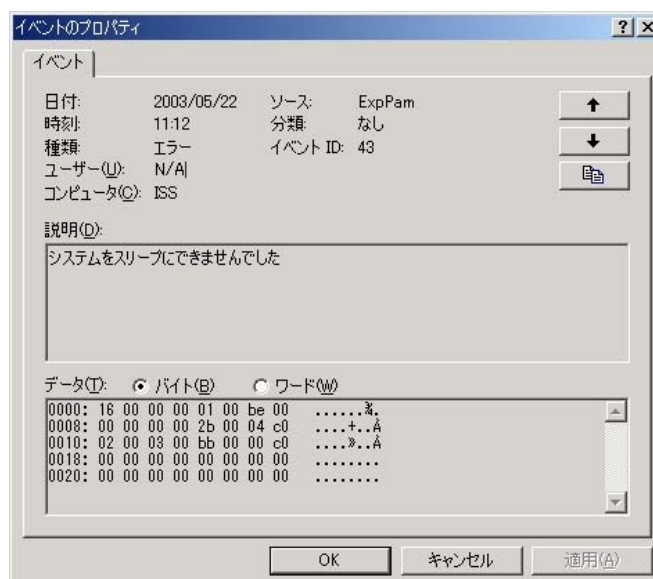 イベントのプロパティ
イベント
日付: 2003/05/22 ソース: ExpPam
時刻: 11:12 分類: なし
種類: エラー イベント ID: 43
ユーザー(U): N/A
コンピュータ(C): ISS
説明(D):
システムをスリープにできませんでした
データ(T): バイト(B) ワード(W)
0000: 16 00 00 00 01 00 be 00 ......¾.
0008: 00 00 00 00 2b 00 04 c0 ....+..À
0010: 02 00 03 00 bb 00 00 c0 ....»..À
0018: 00 00 00 00 00 00 00 00 ........
0020: 00 00 00 00 00 00 00 00 ........
OK キャンセル 適用(A)